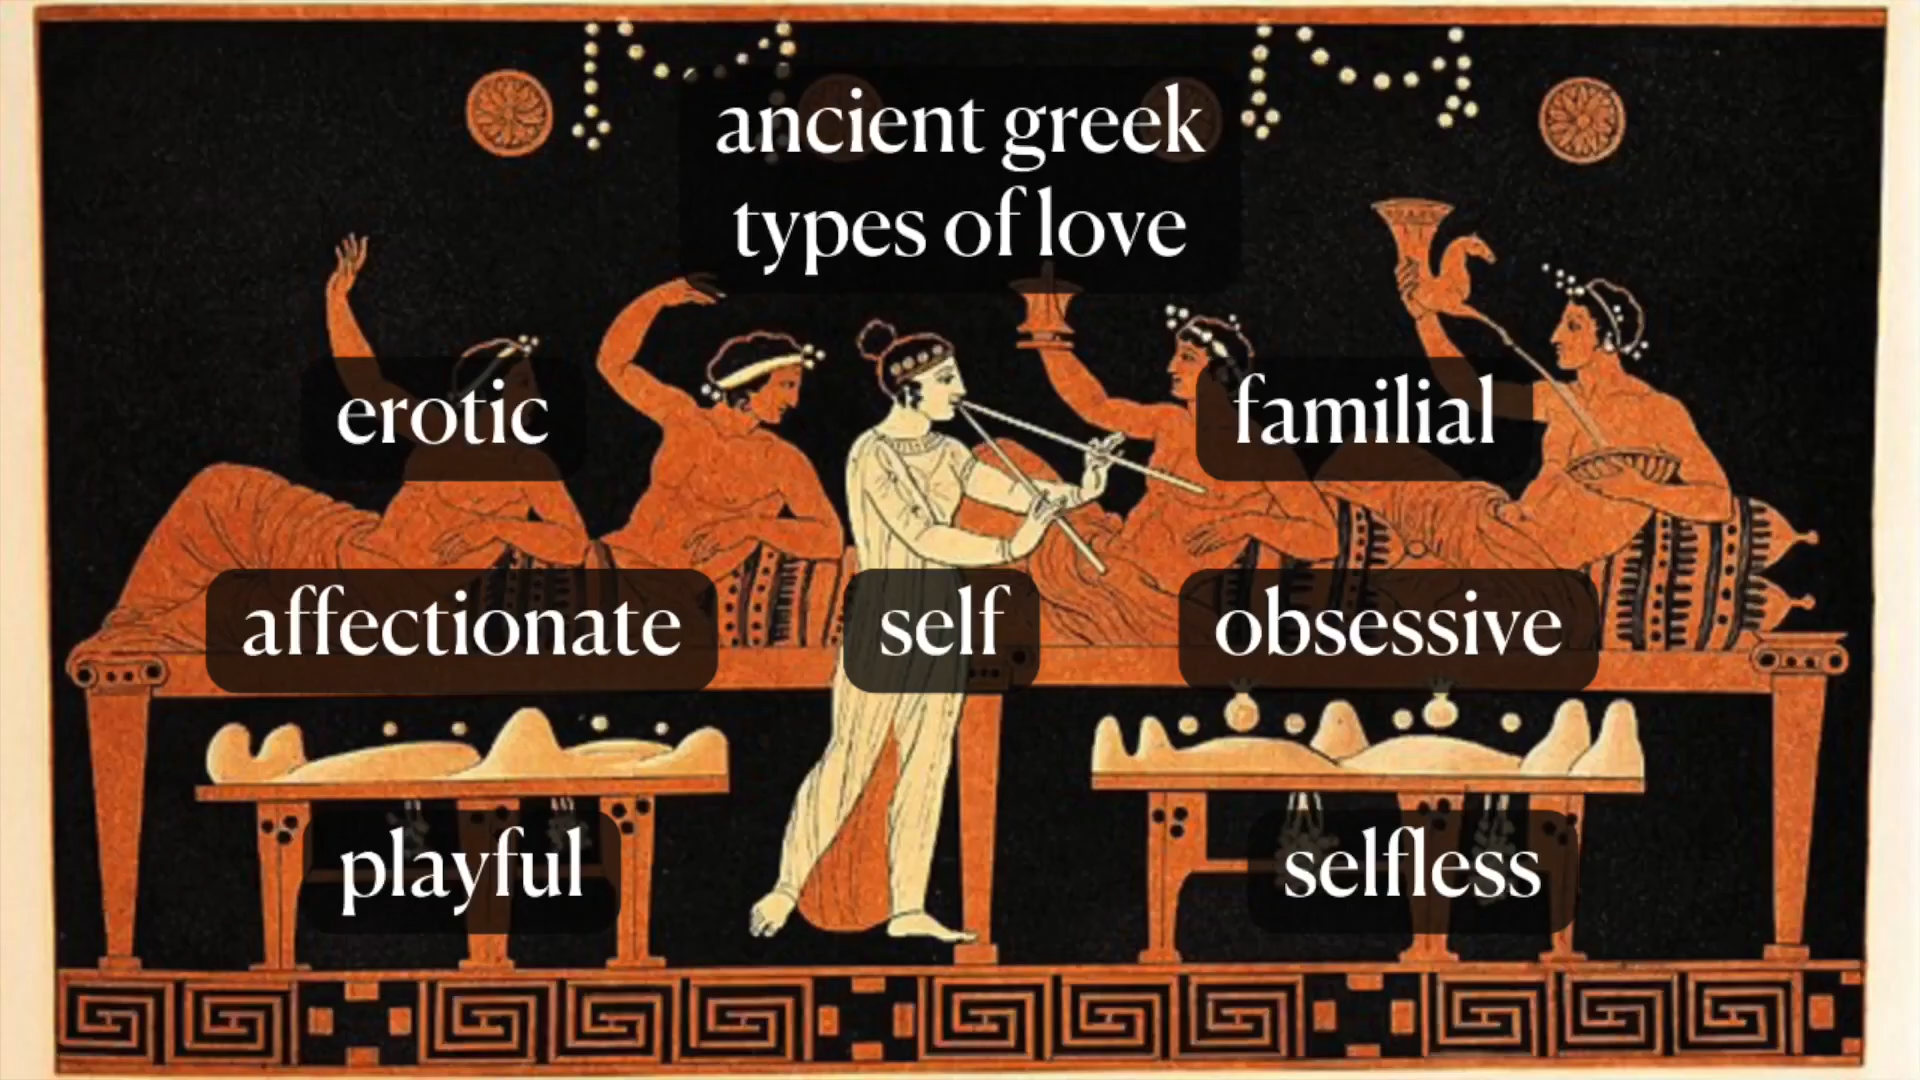 ancient greek
types of love
erotic
familial
affectionate
self
obsessive
playful
selfless